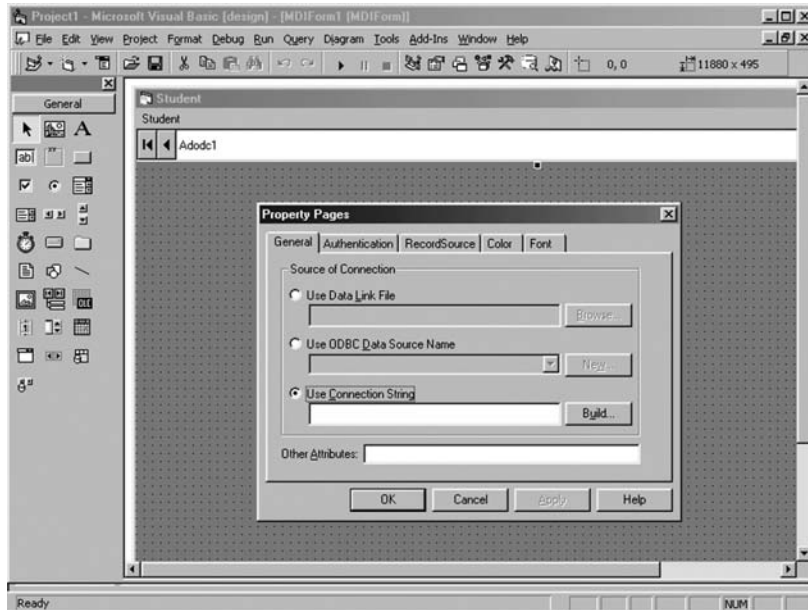 Project1 - Microsoft Visual Basic [design] - [MDIForm1 [MDIForm]]
File Edit View Project Format Debug Run Query Diagram Tools Add-Ins Window Help
0, 0 11880 x 495
General
A
ab
OLE
Student
Student
Adodc1
Property Pages
General Authentication RecordSource Color Font
Source of Connection
Use Data Link File
Browse...
Use ODBC Data Source Name
New...
Use Connection String
Build...
Other Attributes:
OK Cancel Apply Help
Ready NUM